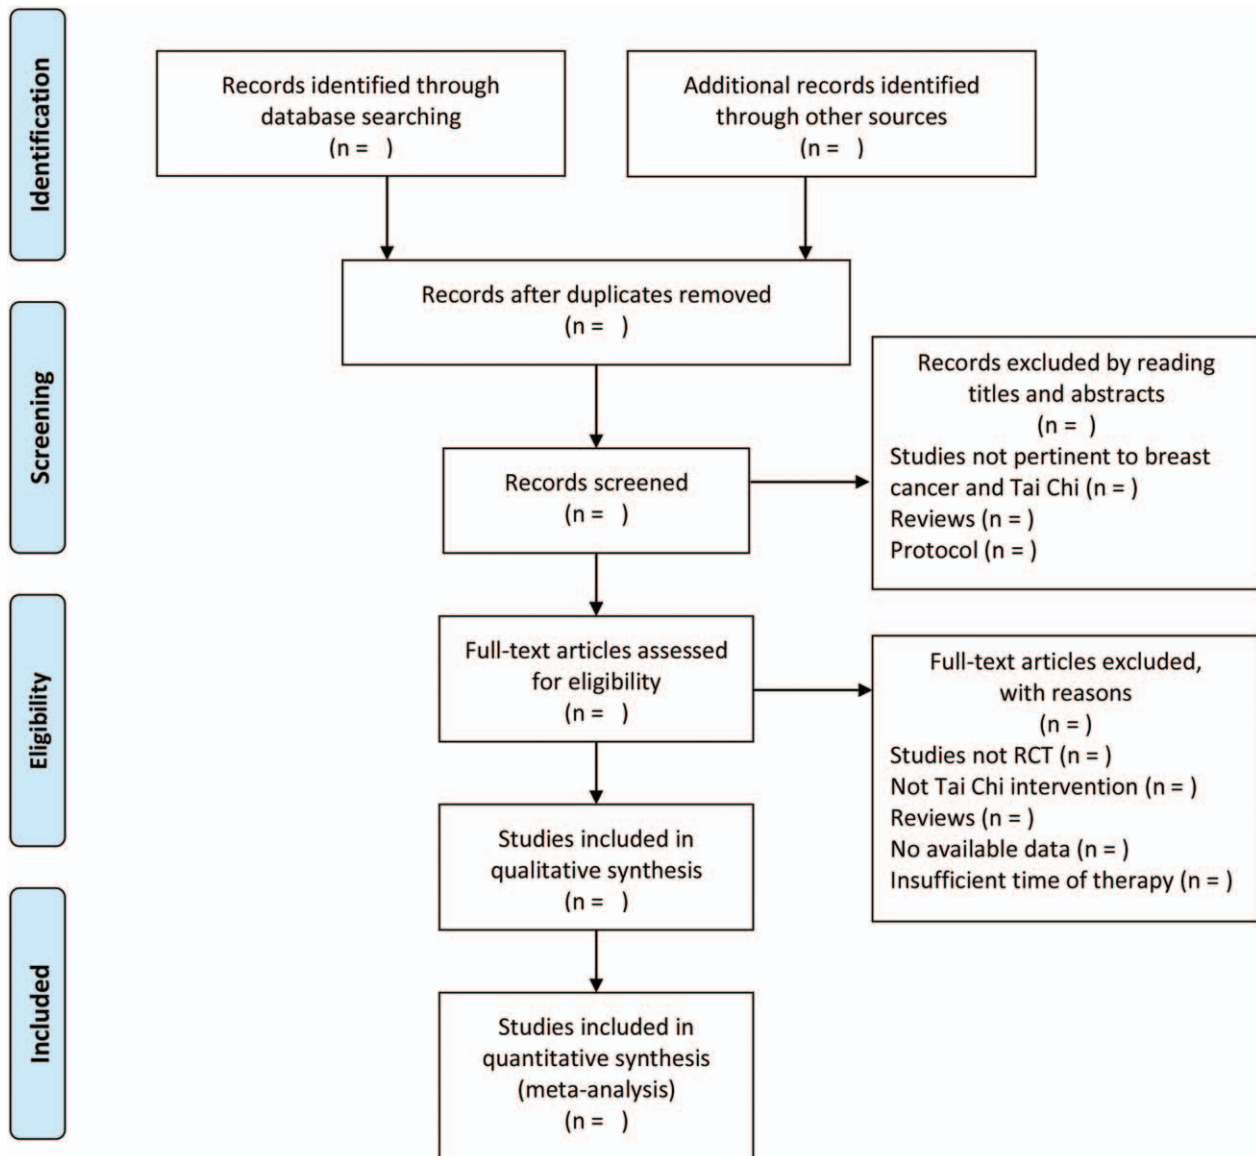 Identification
Records identified through
database searching
(n =   )
Additional records identified
through other sources
(n =   )
Records after duplicates removed
(n =   )
Screening
Records screened
(n =   )
Records excluded by reading
titles and abstracts
(n =  )
Studies not pertinent to breast
cancer and Tai Chi (n = )
Reviews (n = )
Protocol (n = )
Eligibility
Full-text articles assessed
for eligibility
(n =   )
Full-text articles excluded,
with reasons
(n = )
Studies not RCT (n = )
Not Tai Chi intervention (n = )
Reviews (n = )
No available data (n = )
Insufficient time of therapy (n = )
Studies included in
qualitative synthesis
(n =   )
Included
Studies included in
quantitative synthesis
(meta-analysis)
(n =   )